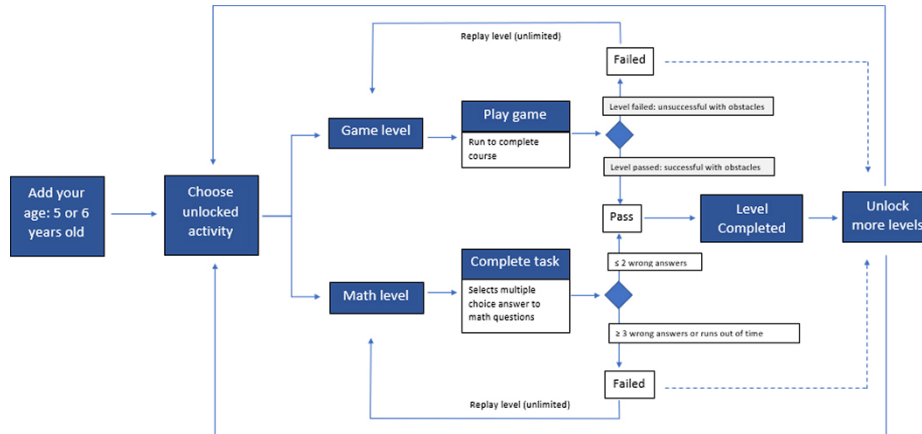 Replay level (unlimited)
Failed
Level failed: unsuccessful with obstacles
Game level
Play game
Run to complete
course
Level passed: successful with obstacles
Add your
age: 5 or 6
years old
Choose
unlocked
activity
Pass
Level
Completed
Unlock
more levels
≤ 2 wrong answers
Math level
Complete task
Selects multiple
choice answer to
math questions
≥ 3 wrong answers or runs out of time
Failed
Replay level (unlimited)